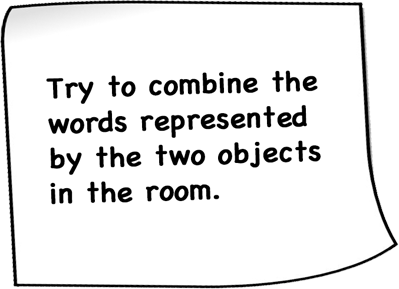 Try to combine the
words represented
by the two objects
in the room.